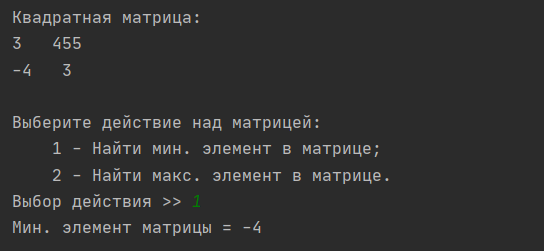 Квадратная матрица:
3   455
-4   3
Выберите действие над матрицей:
    1 - Найти мин. элемент в матрице;
    2 - Найти макс. элемент в матрице.
Выбор действия >> 1
Мин. элемент матрицы = -4